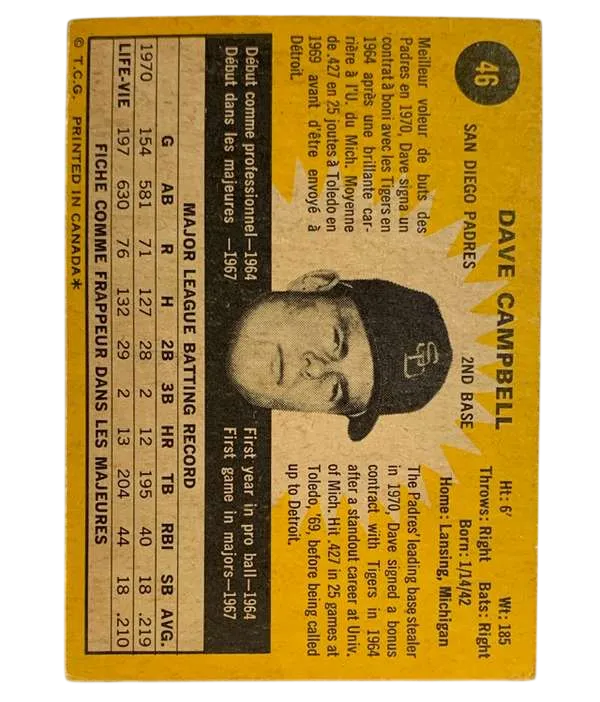 46
DAVE CAMPBELL
SAN DIEGO PADRES 2ND BASE
Ht: 6' Wt: 185
Throws: Right Bats: Right
Born: 1/14/42
Home: Lansing, Michigan
Meilleur voleur de buts des
Padres en 1970, Dave signa un
contrat à boni avec les Tigers en
1964 après une brillante car-
rière à l'U. du Mich. Moyenne
de .427 en 25 joutes à Toledo en
1969 avant d'être envoyé à
Détroit.
SD
The Padres' leading base stealer
in 1970, Dave signed a bonus
contract with Tigers in 1964
after a standout career at Univ.
of Mich. Hit .427 in 25 games at
Toledo, '69, before being called
up to Detroit.
Début comme professionnel—1964
Début dans les majeures —1967
First year in pro ball—1964
First game in majors—1967
MAJOR LEAGUE BATTING RECORD
G AB R H 2B 3B HR TB RBI SB AVG.
1970 154 581 71 127 28 2 12 195 40 18 .219
LIFE-VIE 197 630 76 132 29 2 13 204 44 18 .210
FICHE COMME FRAPPEUR DANS LES MAJEURES
© T.C.G. PRINTED IN CANADA*